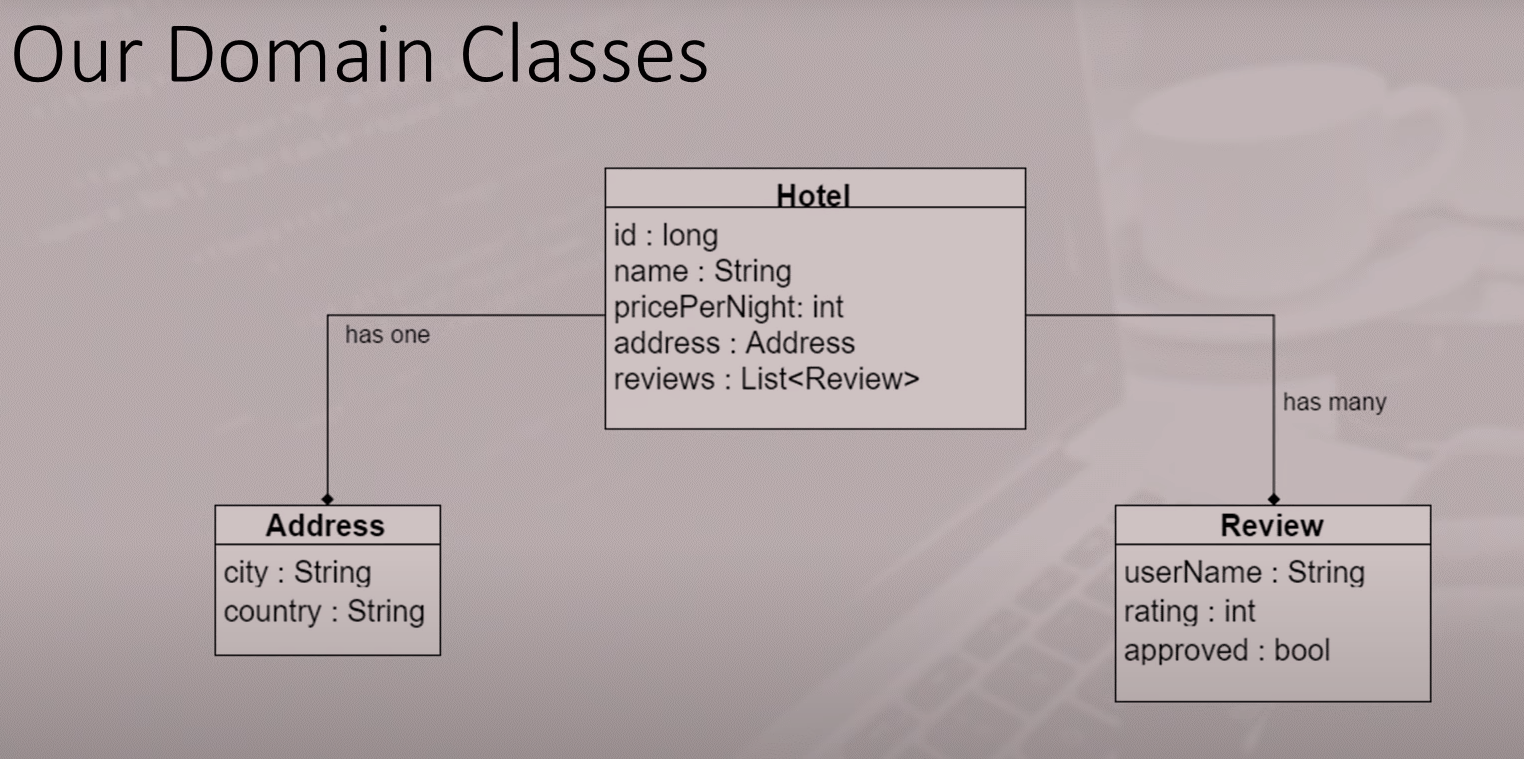 Our Domain Classes
Hotel
id : long
name : String
pricePerNight: int
address : Address
reviews : List<Review>
has one
has many
Address
city : String
country : String
Review
userName : String
rating : int
approved : bool